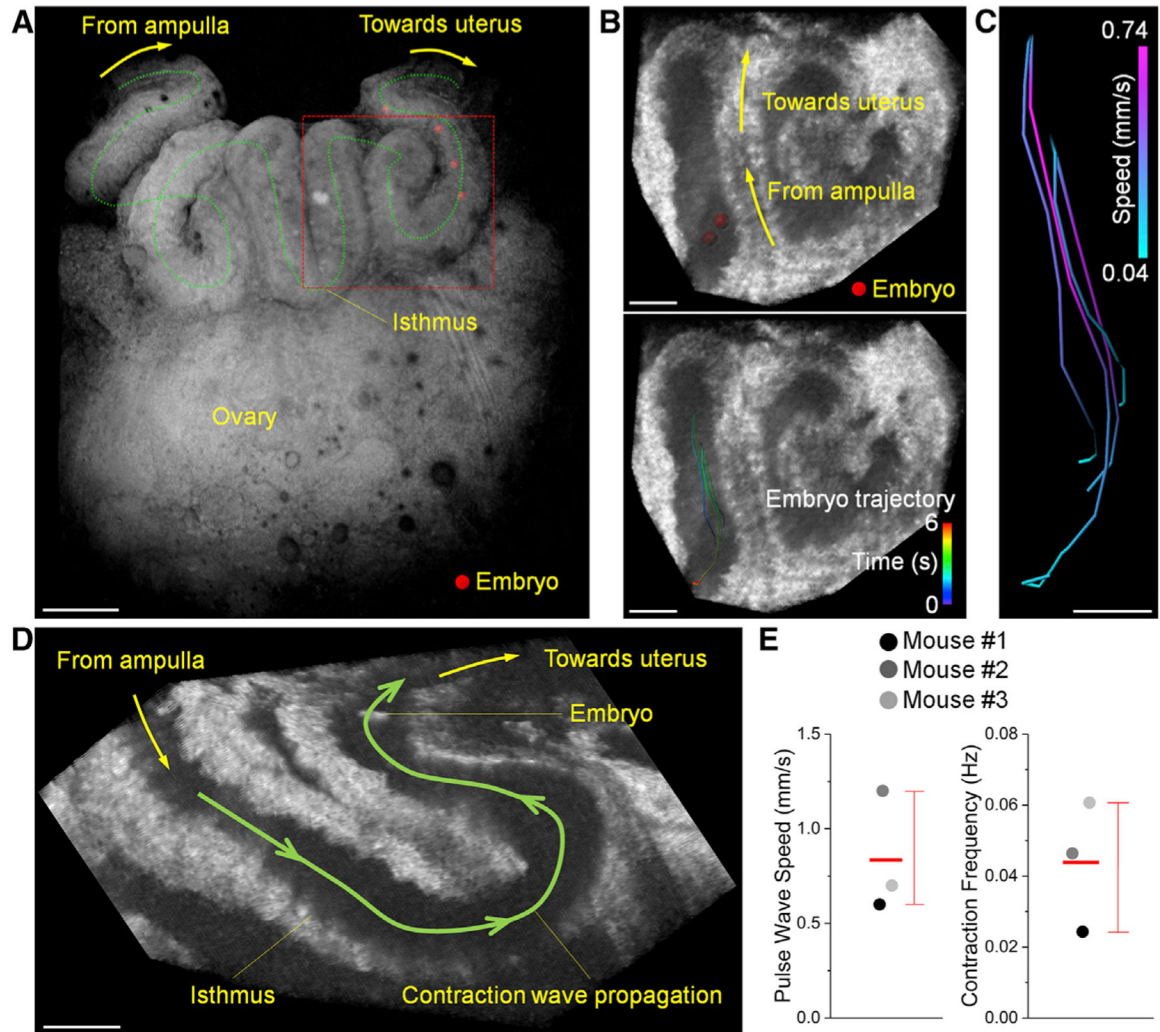 A
From ampulla
Towards uterus
Isthmus
Ovary
Embryo
B
Towards uterus
From ampulla
Embryo
Embryo trajectory
6
Time (s)
0
C
0.74
Speed (mm/s)
0.04
D
From ampulla
Towards uterus
Embryo
Isthmus
Contraction wave propagation
E
Mouse #1
Mouse #2
Mouse #3
Pulse Wave Speed (mm/s)
1.5
1.0
0.5
0.0
Contraction Frequency (Hz)
0.08
0.06
0.04
0.02
0.00